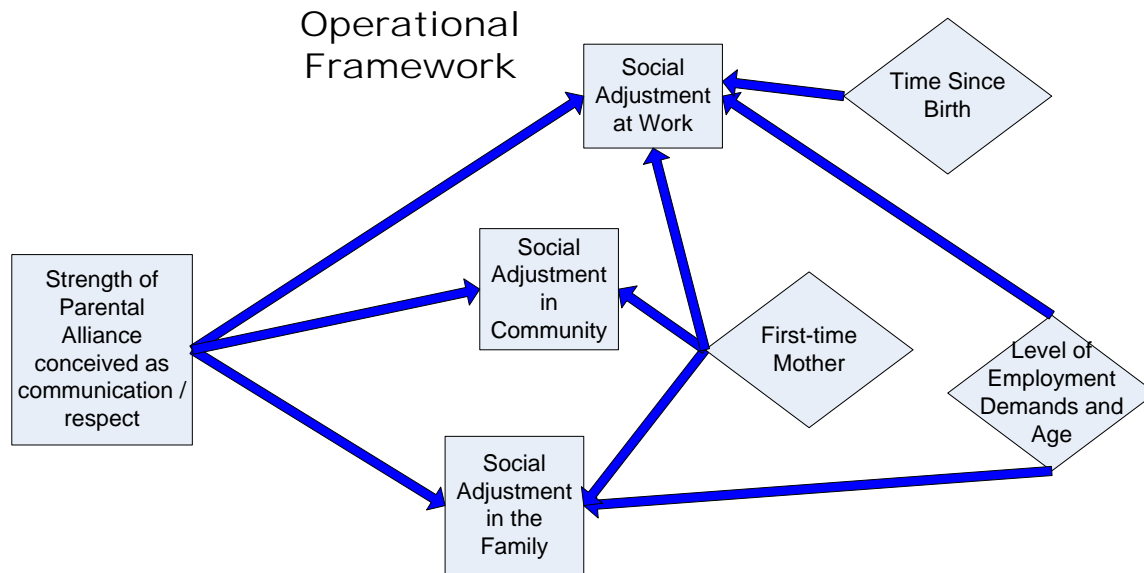 Operational
Framework
Social
Adjustment
at Work
Time Since
Birth
Strength of
Parental
Alliance
conceived as
communication /
respect
Social
Adjustment
in
Community
First-time
Mother
Level of
Employment
Demands and
Age
Social
Adjustment
in the
Family